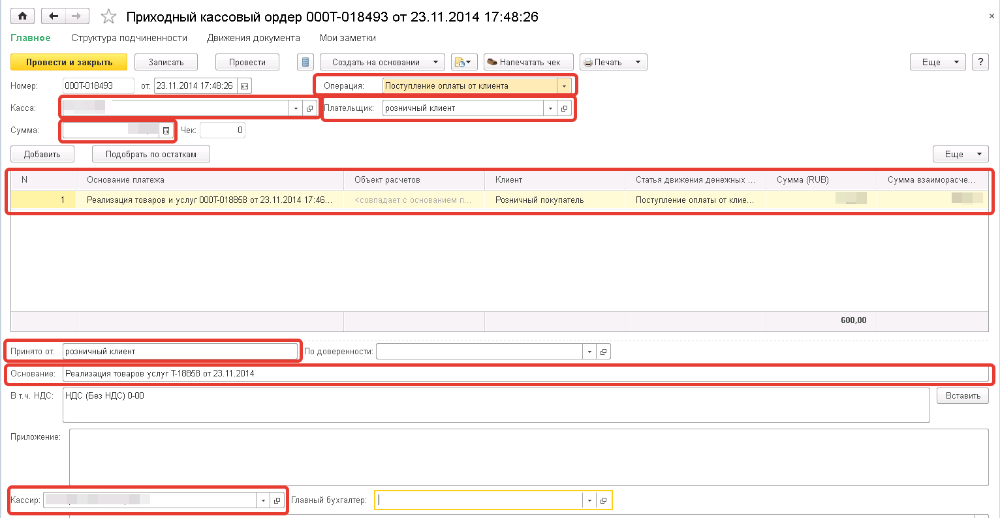 Приходный кассовый ордер 000Т-018493 от 23.11.2014 17:48:26
Главное Структура подчиненности Движения документа Мои заметки
Провести и закрыть Записать Провести Создать на основании Напечатать чек Печать Еще ?
Номер: 000Т-018493 от: 23.11.2014 17:48:26 Операция: Поступление оплаты от клиента
Касса: Плательщик: розничный клиент
Сумма: Чек: 0
Добавить Подобрать по остаткам Еще
N Основание платежа Объект расчетов Клиент Статья движения денежных ... Сумма (RUB) Сумма взаиморасче...
1 Реализация товаров и услуг 000Т-018858 от 23.11.2014 17:46... <совпадает с основанием п... Розничный покупатель Поступление оплаты от клие...
600,00
Принято от: розничный клиент По доверенности:
Основание: Реализация товаров услуг Т-18858 от 23.11.2014
В т.ч. НДС: НДС (Без НДС) 0-00 Вставить
Приложение:
Кассир: Главный бухгалтер: